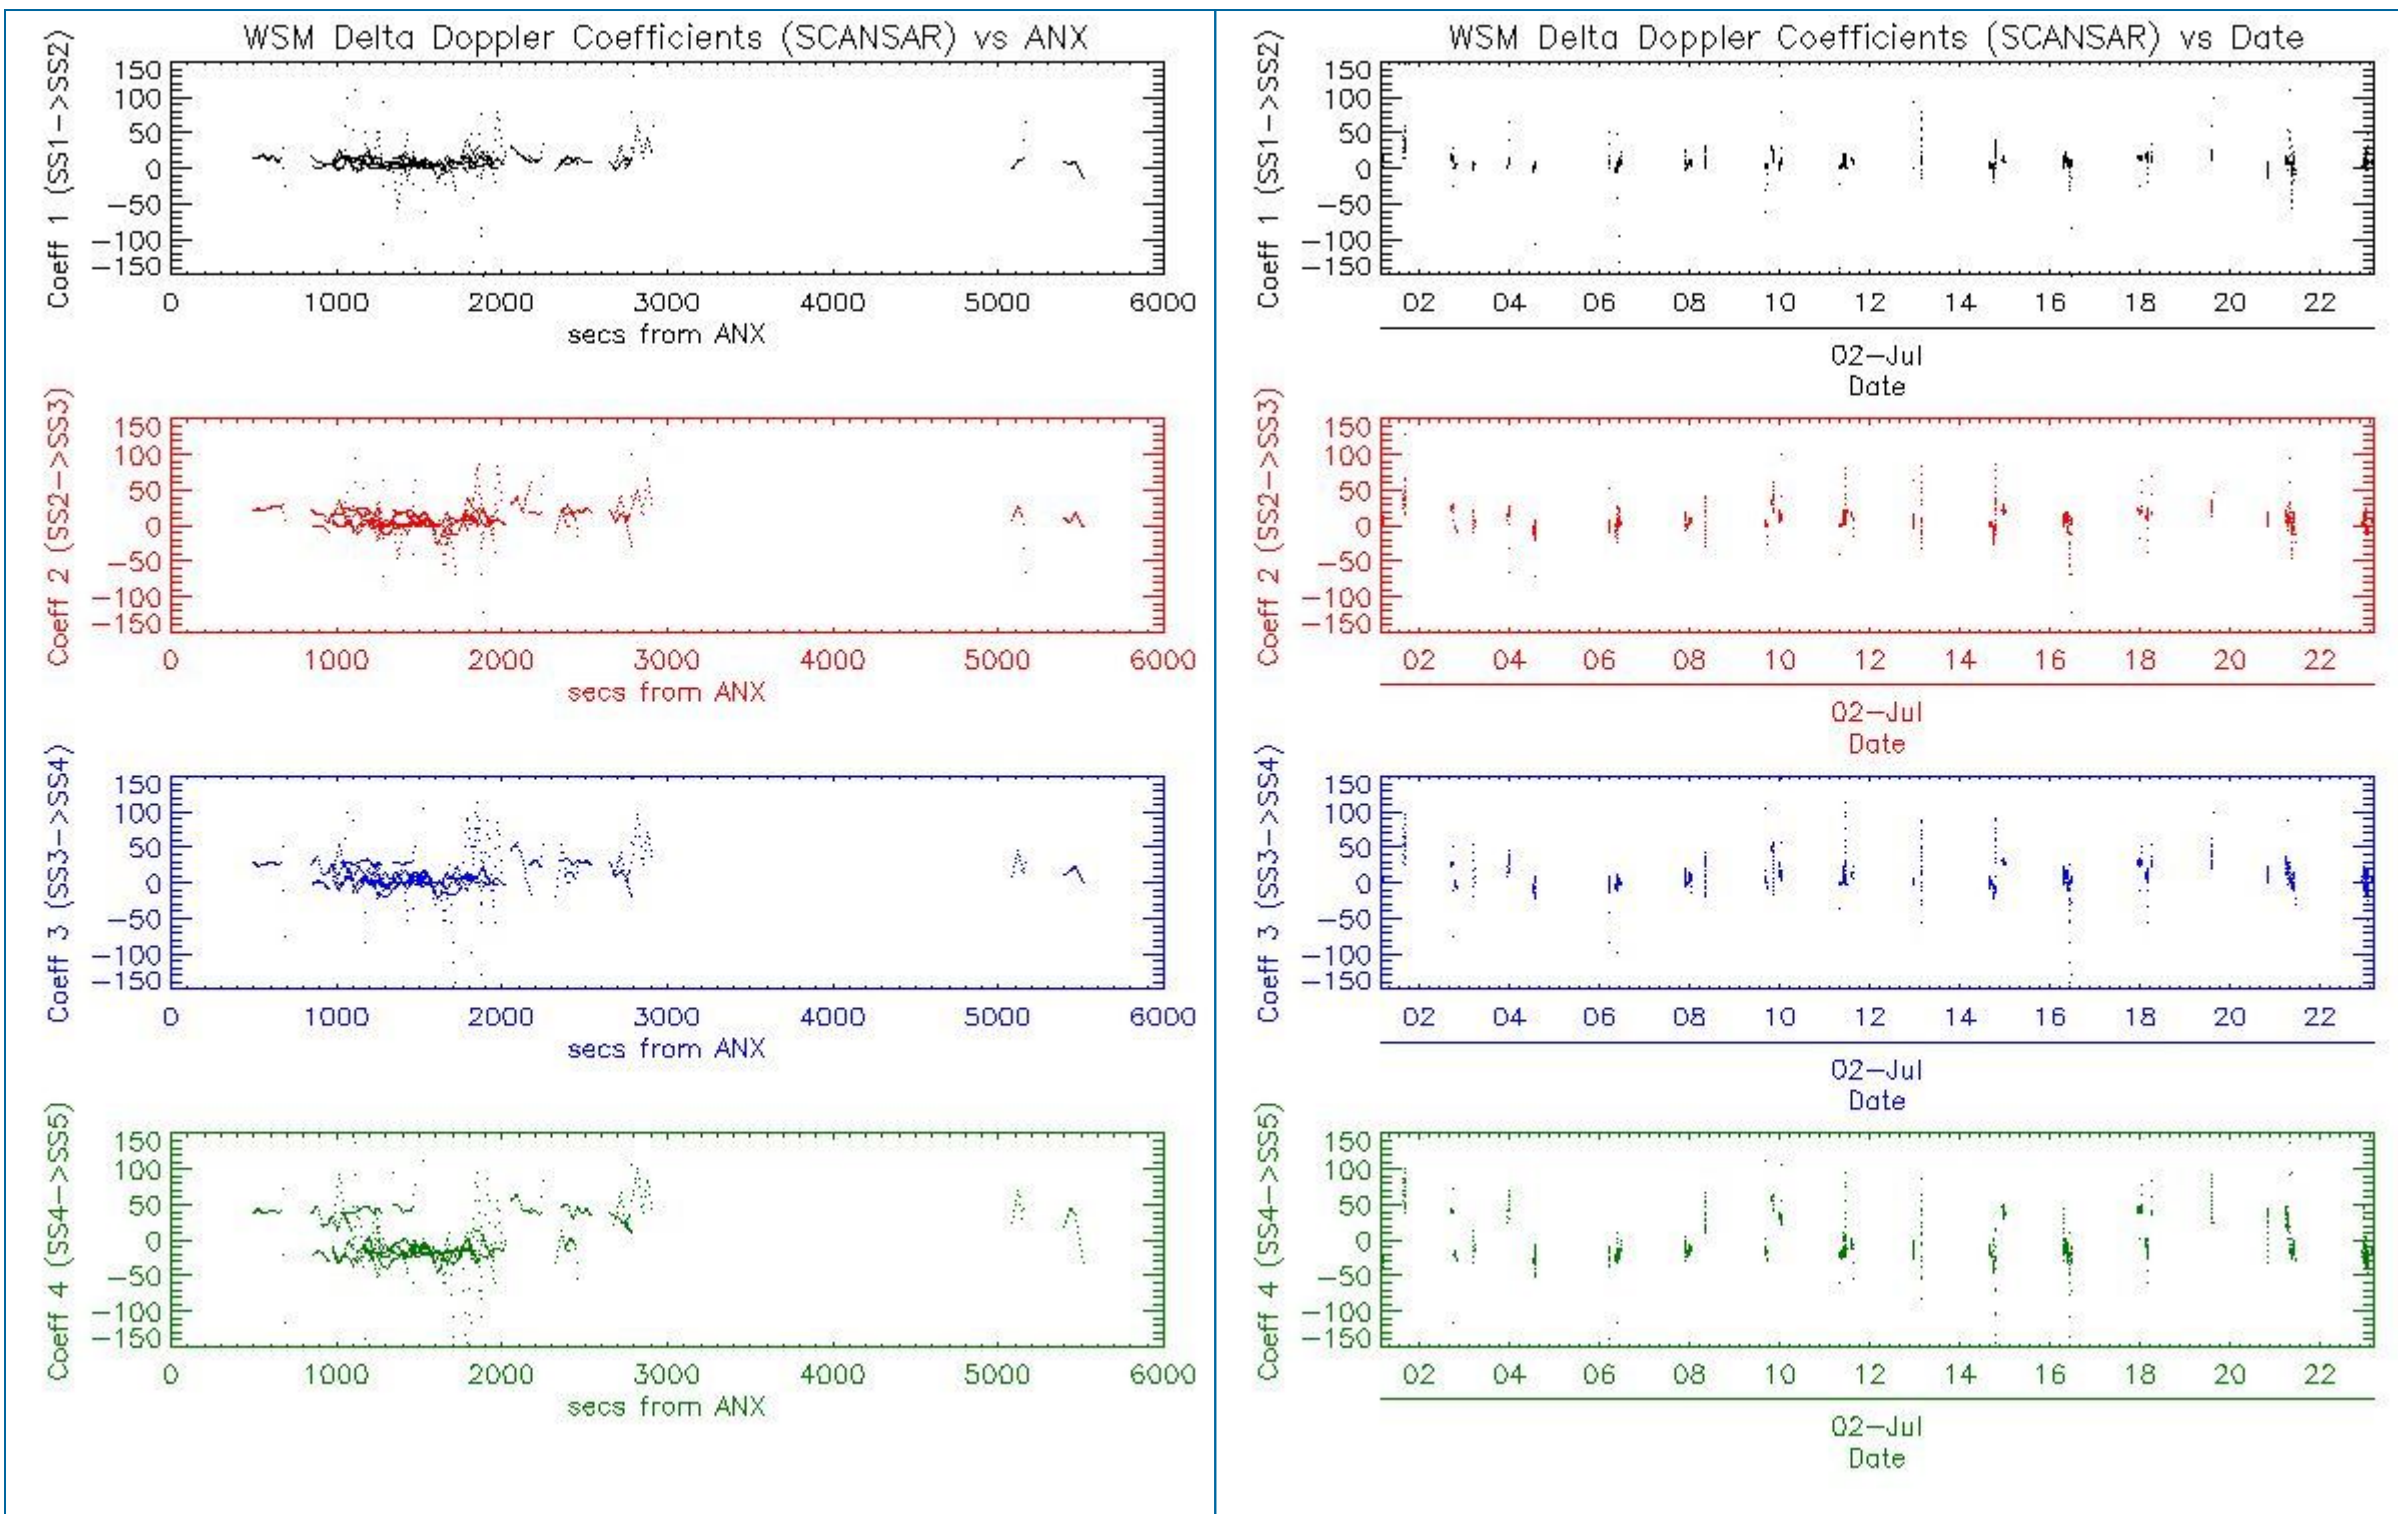 WSM Delta Doppler Coefficients (SCANSAR) vs ANX
Coeff 1 (SS1->SS2)
150
100
50
0
-50
-100
-150
0 1000 2000 3000 4000 5000 6000
secs from ANX
Coeff 2 (SS2->SS3)
150
100
50
0
-50
-100
-150
0 1000 2000 3000 4000 5000 6000
secs from ANX
Coeff 3 (SS3->SS4)
150
100
50
0
-50
-100
-150
0 1000 2000 3000 4000 5000 6000
secs from ANX
Coeff 4 (SS4->SS5)
150
100
50
0
-50
-100
-150
0 1000 2000 3000 4000 5000 6000
secs from ANX
WSM Delta Doppler Coefficients (SCANSAR) vs Date
Coeff 1 (SS1->SS2)
150
100
50
0
-50
-100
-150
02 04 06 08 10 12 14 16 18 20 22
02-Jul
Date
Coeff 2 (SS2->SS3)
150
100
50
0
-50
-100
-150
02 04 06 08 10 12 14 16 18 20 22
02-Jul
Date
Coeff 3 (SS3->SS4)
150
100
50
0
-50
-100
-150
02 04 06 08 10 12 14 16 18 20 22
02-Jul
Date
Coeff 4 (SS4->SS5)
150
100
50
0
-50
-100
-150
02 04 06 08 10 12 14 16 18 20 22
02-Jul
Date